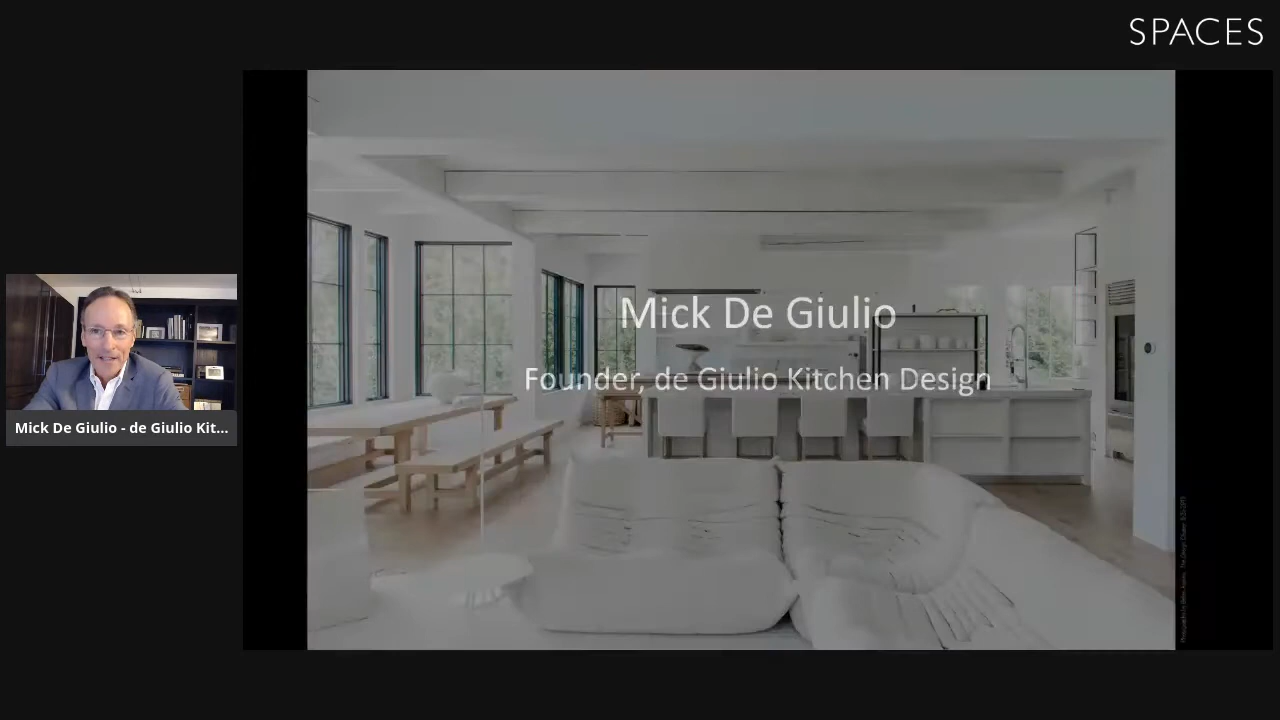 SPACES
Mick De Giulio
Founder, de Giulio Kitchen Design
Mick De Giulio - de Giulio Kit...